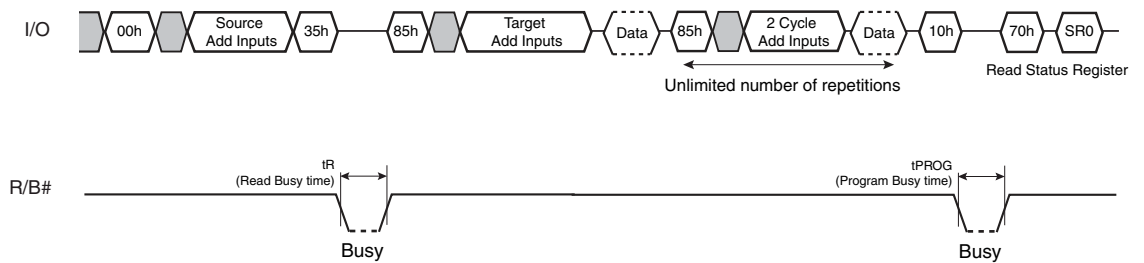 I/O 00h Source Add Inputs 35h 85h Target Add Inputs Data 85h 2 Cycle Add Inputs Data 10h 70h SR0
Unlimited number of repetitions
Read Status Register
tR
(Read Busy time)
tPROG
(Program Busy time)
R/B#
Busy
Busy